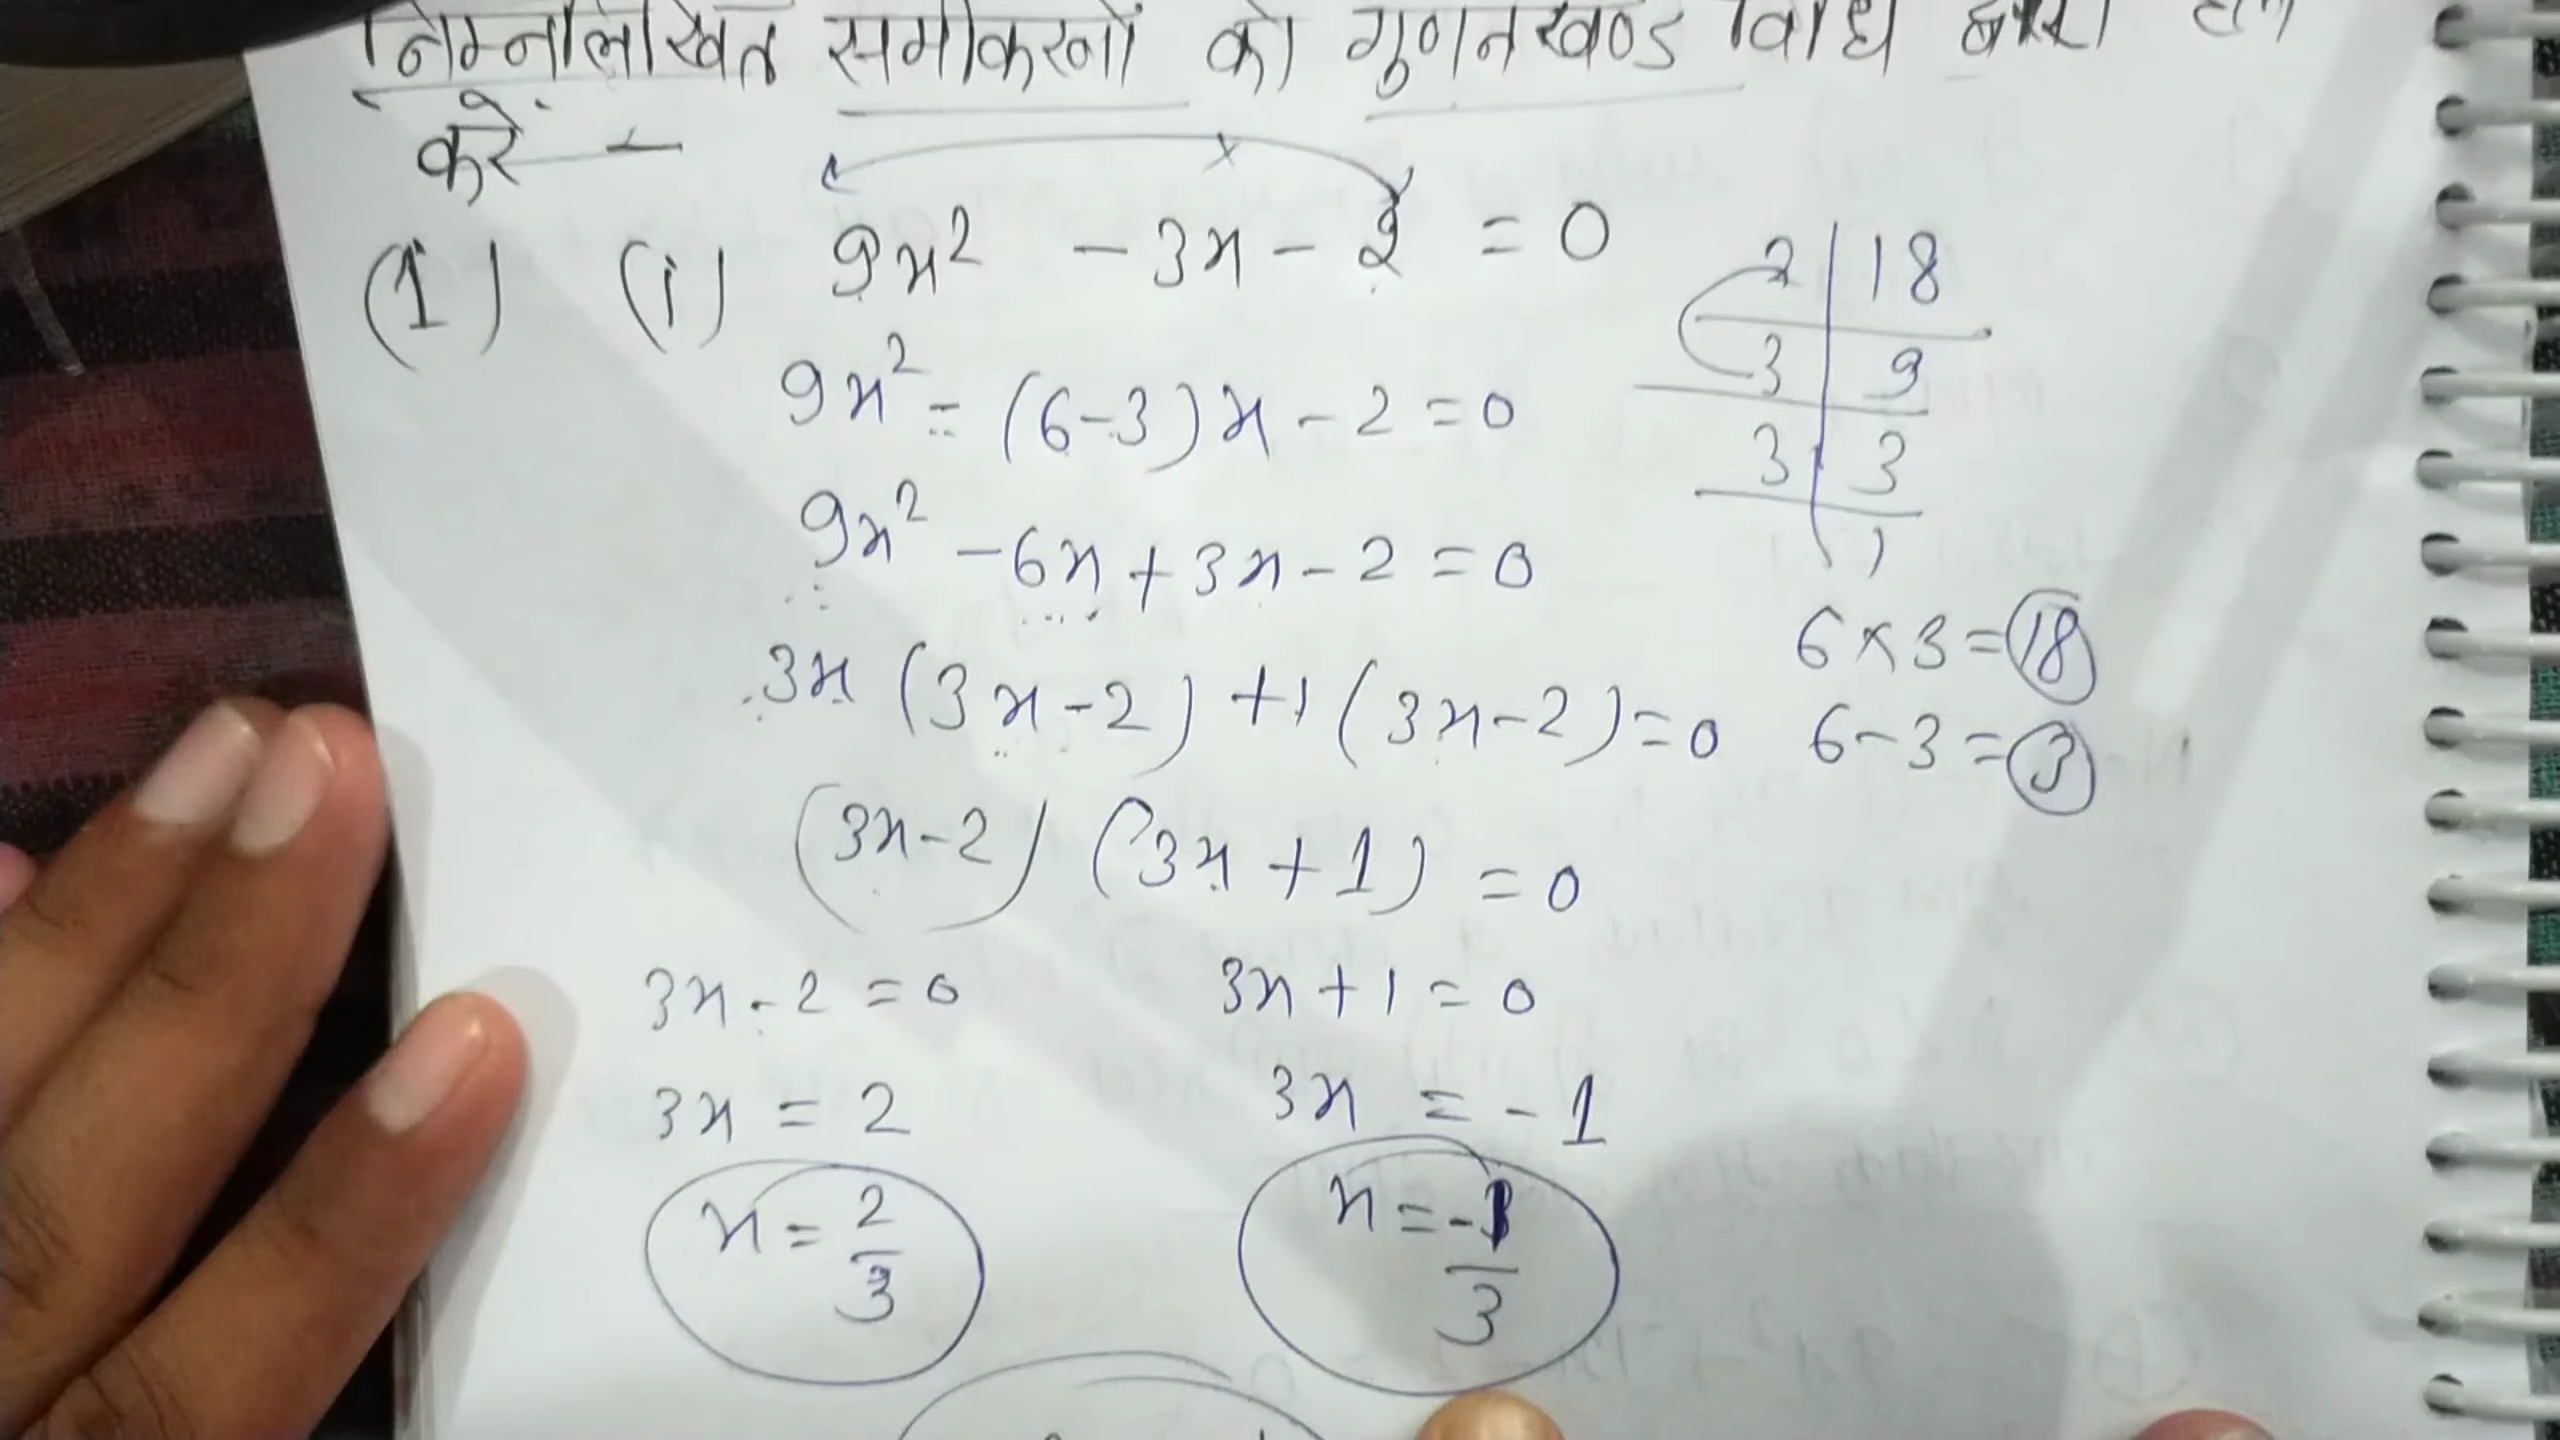 निम्नलिखित समीकरणों को गुणनखण्ड विधि द्वारा हल
करें –
(1) (i) 9x² - 3x - 2 = 0
9x² = (6-3)x - 2 = 0
9x² - 6x + 3x - 2 = 0
3x (3x-2) +1 (3x-2) = 0
(3x-2) (3x+1) = 0
3x - 2 = 0 3x + 1 = 0
3x = 2 3x = -1
x = 2/3 x = -1/3
2 | 18
3 | 9
3 | 3
| 1
6 × 3 = 18
6 - 3 = 3